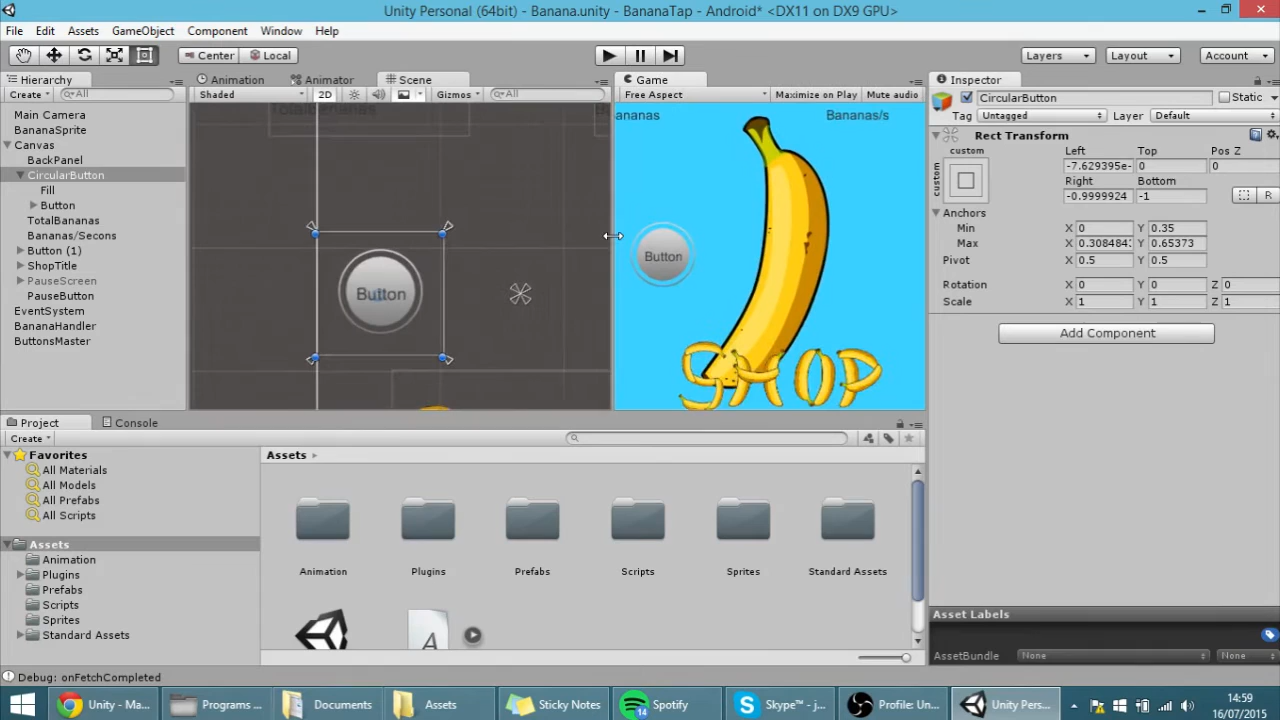 Unity Personal (64bit) - Banana.unity - BananaTap - Android* <DX11 on DX9 GPU>
File Edit Assets GameObject Component Window Help
Center Local Layers Layout Account
Hierarchy Animation Animator Scene Game Inspector
Create All Shaded 2D Gizmos All Free Aspect Maximize on Play Mute audio CircularButton Static
Tag Untagged Layer Default
Main Camera
BananaSprite
Canvas
BackPanel
CircularButton
Fill
Button
TotalBananas
Bananas/Secons
Button (1)
ShopTitle
PauseScreen
PauseButton
EventSystem
BananaHandler
ButtonsMaster
TotalBananas
Button
ananas Bananas/s
Button
SHOP
Rect Transform
custom Left Top Pos Z
custom -7.629395e- 0 0
Right Bottom
-0.9999924 -1 R
Anchors
Min X 0 Y 0.35
Max X 0.308484 Y 0.65373
Pivot X 0.5 Y 0.5
Rotation X 0 Y 0 Z 0
Scale X 1 Y 1 Z 1
Add Component
Project Console
Create
Favorites
All Materials
All Models
All Prefabs
All Scripts
Assets
Animation
Plugins
Prefabs
Scripts
Sprites
Standard Assets
Assets
Animation Plugins Prefabs Scripts Sprites Standard Assets
A
Asset Labels
AssetBundle None None
Debug: onFetchCompleted
Unity - Ma... Programs ... Documents Assets Sticky Notes 14 Spotify Skype™ - j... Profile: Un... Unity Pers...
14:59
16/07/2015